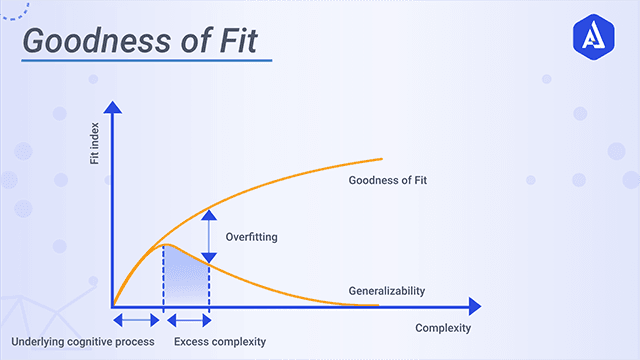 Goodness of Fit
Fit index
Goodness of Fit
Overfitting
Generalizability
Complexity
Underlying cognitive process
Excess complexity